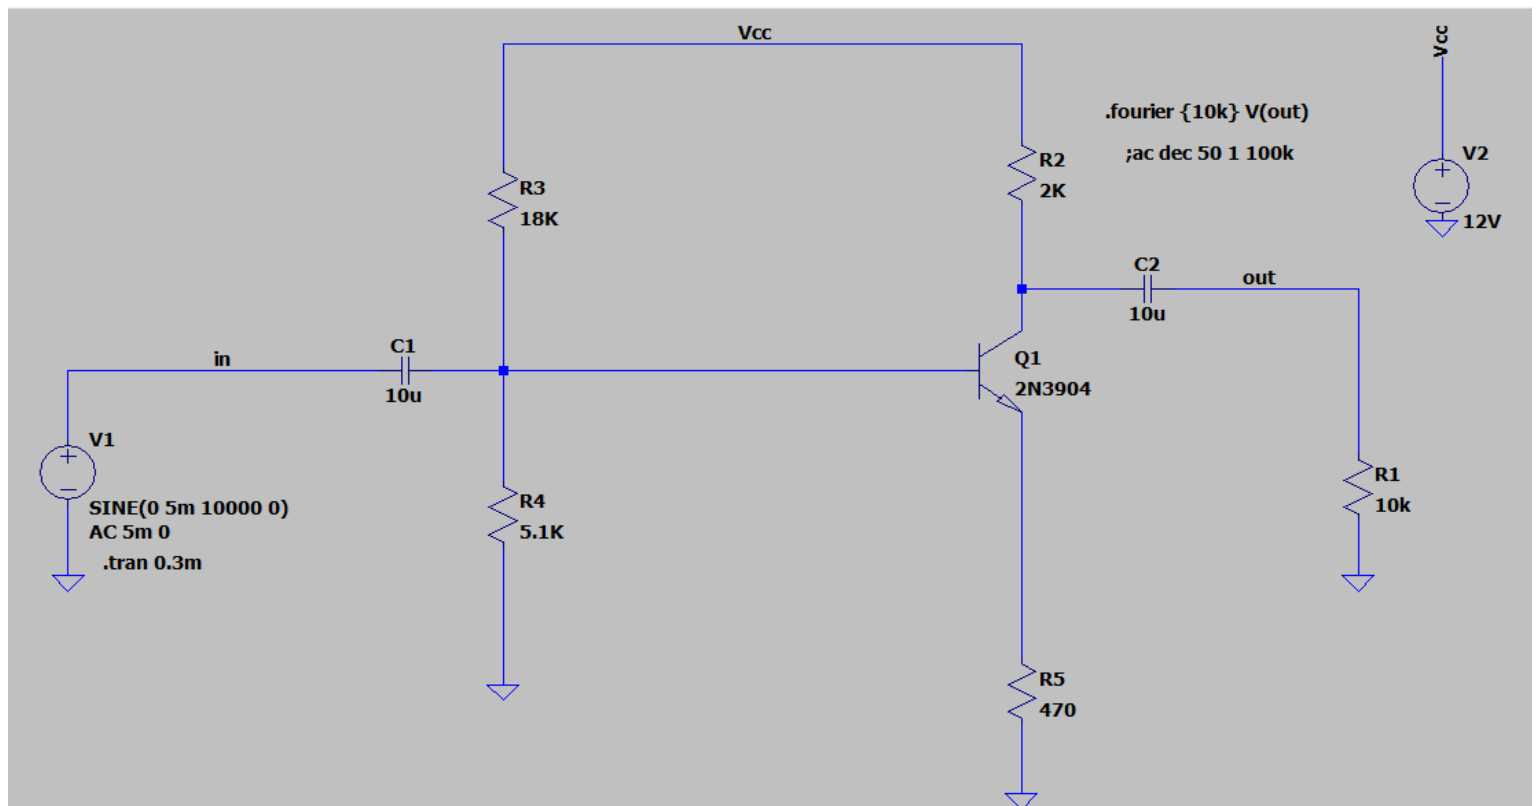 Vcc
Vcc
.fourier {10k} V(out)
;ac dec 50 1 100k
R3
18K
R2
2K
V2
12V
C2
out
10u
in
C1
10u
Q1
2N3904
V1
SINE(0 5m 10000 0)
AC 5m 0
.tran 0.3m
R4
5.1K
R1
10k
R5
470